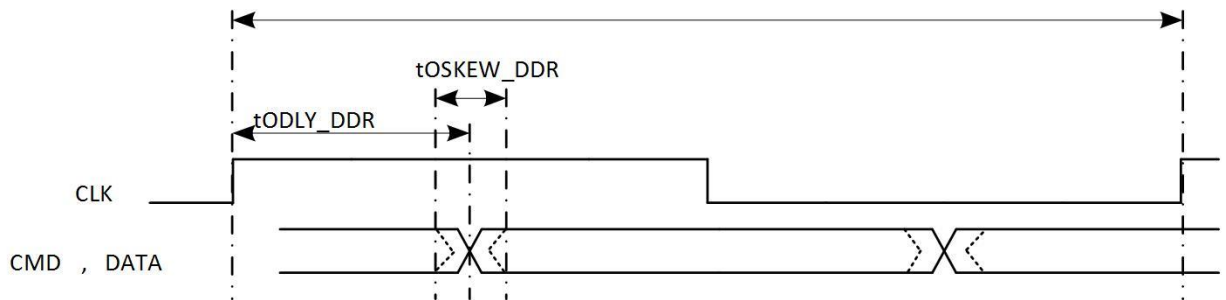 tOSKEW_DDR
tODLY_DDR
CLK
CMD , DATA